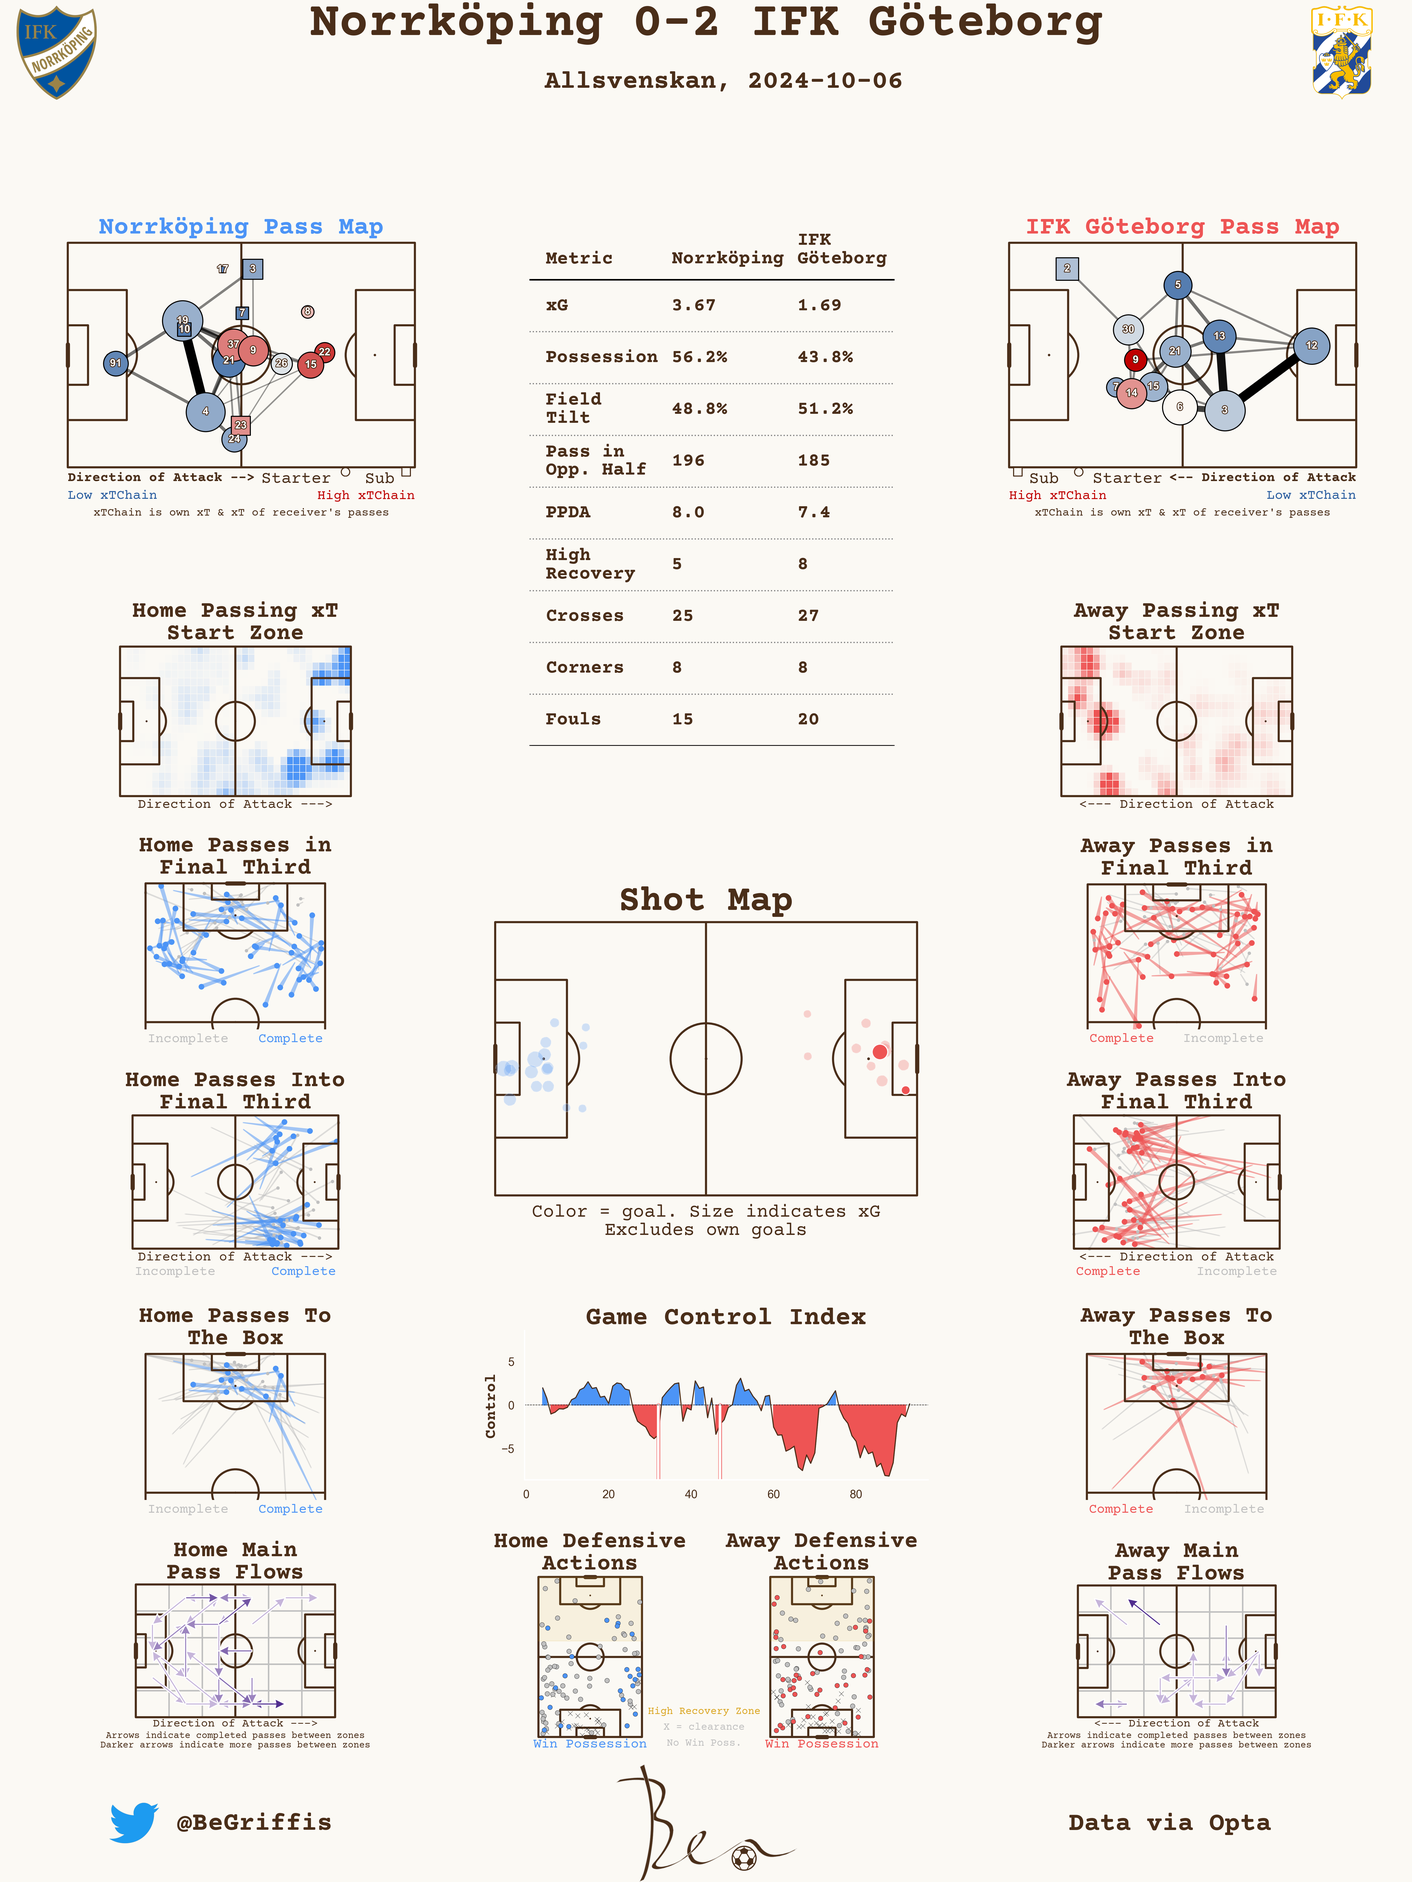 Norrköping 0-2 IFK Göteborg
Allsvenskan, 2024-10-06
IFK
NORRKÖPING
I·F·K
Norrköping Pass Map
17
3
19
10
7
8
91
37
9
21
26
22
15
4
23
24
Direction of Attack -->
Starter
Sub
Low xTChain
High xTChain
xTChain is own xT & xT of receiver's passes
Metric Norrköping IFK Göteborg
xG 3.67 1.69
Possession 56.2% 43.8%
Field Tilt 48.8% 51.2%
Pass in Opp. Half 196 185
PPDA 8.0 7.4
High Recovery 5 8
Crosses 25 27
Corners 8 8
Fouls 15 20
IFK Göteborg Pass Map
2
5
30
13
12
21
9
7
14
15
6
3
Sub
Starter
<-- Direction of Attack
High xTChain
Low xTChain
xTChain is own xT & xT of receiver's passes
Home Passing xT
Start Zone
Direction of Attack --->
Away Passing xT
Start Zone
<--- Direction of Attack
Home Passes in
Final Third
Incomplete
Complete
Away Passes in
Final Third
Complete
Incomplete
Shot Map
Color = goal. Size indicates xG
Excludes own goals
Home Passes Into
Final Third
Direction of Attack --->
Incomplete
Complete
Away Passes Into
Final Third
<--- Direction of Attack
Complete
Incomplete
Home Passes To
The Box
Incomplete
Complete
Game Control Index
Control
5
0
−5
0
20
40
60
80
Away Passes To
The Box
Complete
Incomplete
Home Main
Pass Flows
Direction of Attack --->
Arrows indicate completed passes between zones
Darker arrows indicate more passes between zones
Home Defensive
Actions
Win Possession
Away Defensive
Actions
Win Possession
High Recovery Zone
X = clearance
No Win Poss.
Away Main
Pass Flows
<--- Direction of Attack
Arrows indicate completed passes between zones
Darker arrows indicate more passes between zones
@BeGriffis
Ben
Data via Opta